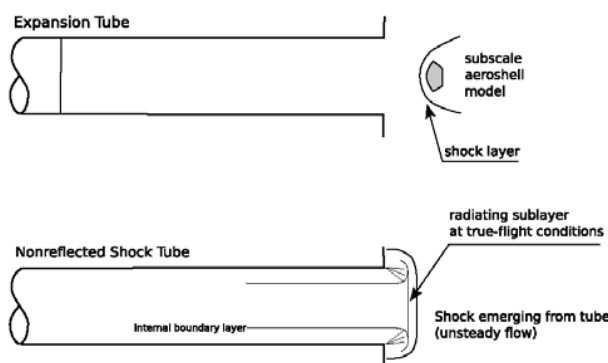 Expansion Tube
subscale
aeroshell
model
shock layer
radiating sublayer
at true-flight conditions
Nonreflected Shock Tube
Internal boundary layer
Shock emerging from tube
(unsteady flow)